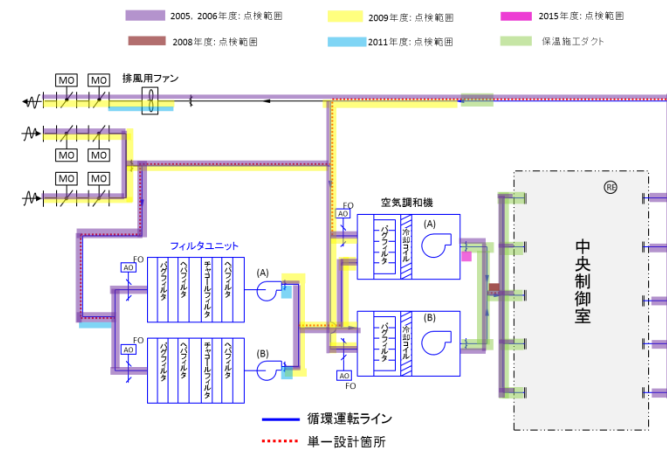 2005，2006年度：点検範囲
2009年度：点検範囲
2015年度：点検範囲
2008年度：点検範囲
2011年度：点検範囲
保温施工ダクト
MO
MO
排風用ファン
MO
MO
MO
MO
空気調和機
RE
FO
AO
バグフィルタ
冷却コイル
(A)
中央制御室
フィルタユニット
FO
AO
バグフィルタ
ヘパフィルタ
チャコールフィルタ
ヘパフィルタ
(A)
バグフィルタ
冷却コイル
(B)
FO
AO
バグフィルタ
ヘパフィルタ
チャコールフィルタ
ヘパフィルタ
(B)
AO
FO
循環運転ライン
単一設計箇所